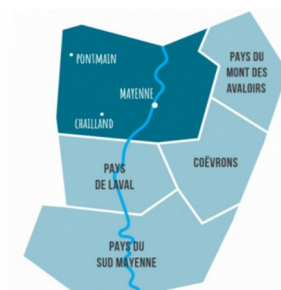 PONTMAIN
PAYS DU
MONT DES
AVALOIRS
MAYENNE
CHAILLAND
COËVRONS
PAYS
DE LAVAL
PAYS DU
SUD MAYENNE